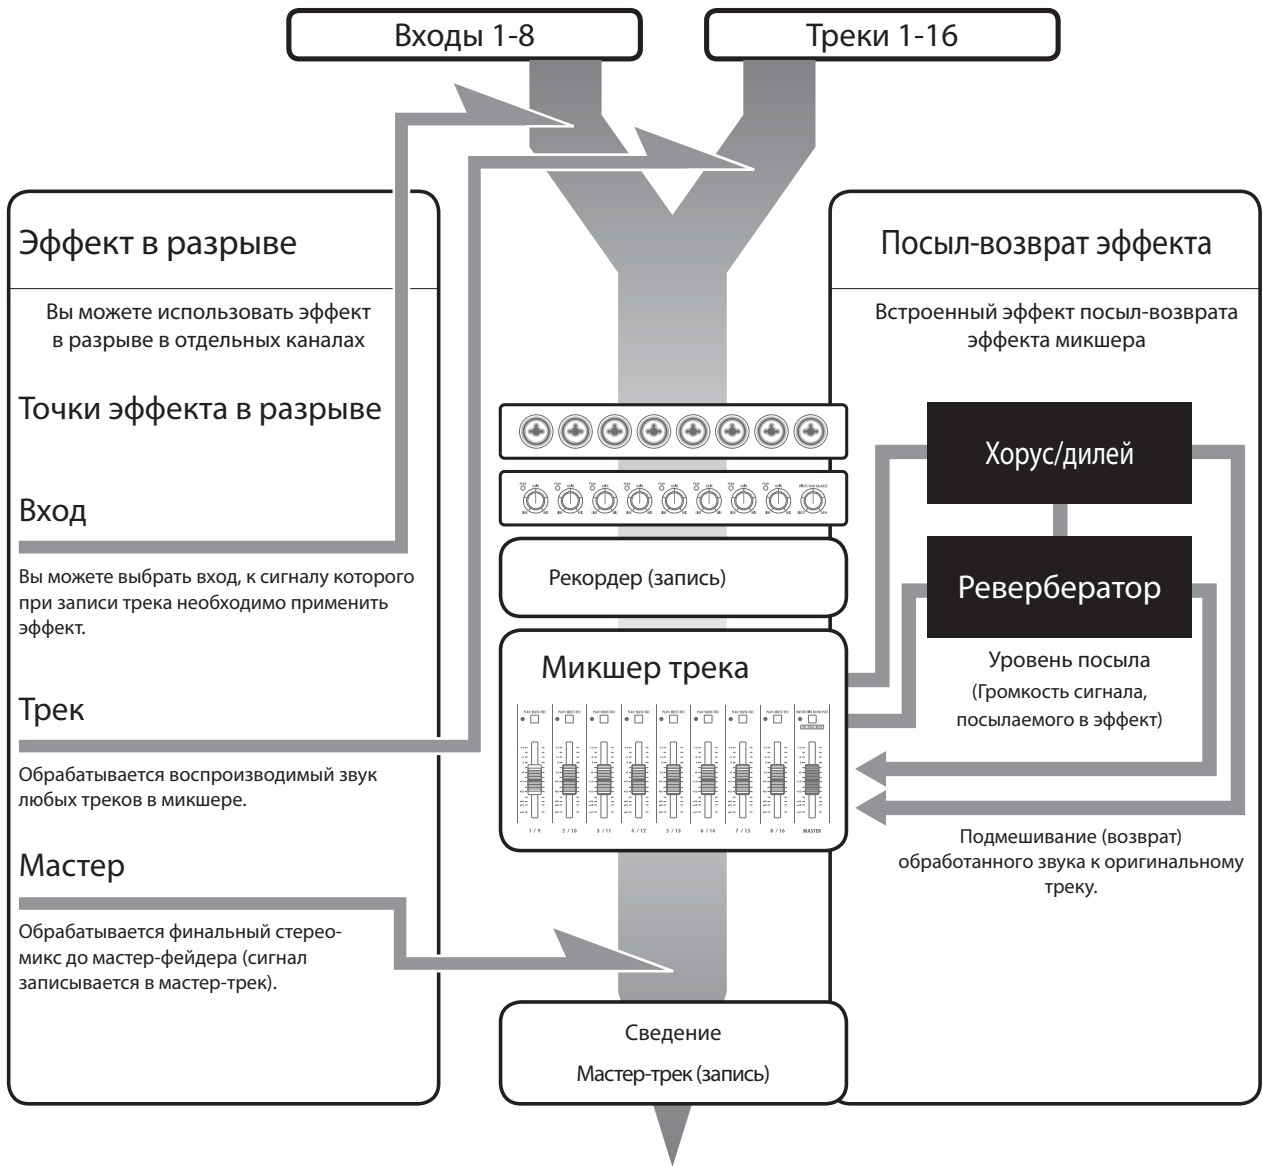 Входы 1-8
Треки 1-16
Эффект в разрыве
Вы можете использовать эффект
в разрыве в отдельных каналах
Точки эффекта в разрыве
Вход
Вы можете выбрать вход, к сигналу которого
при записи трека необходимо применить
эффект.
Трек
Обрабатывается воспроизводимый звук
любых треков в микшере.
Мастер
Обрабатывается финальный стерео-
микс до мастер-фейдера (сигнал
записывается в мастер-трек).
Рекордер (запись)
Микшер трека
1 / 9
2 / 10
3 / 11
4 / 12
5 / 13
6 / 14
7 / 15
8 / 16
MASTER
Сведение
Мастер-трек (запись)
Посыл-возврат эффекта
Встроенный эффект посыл-возврата
эффекта микшера
Хорус/дилей
Ревербератор
Уровень посыла
(Громкость сигнала,
посылаемого в эффект)
Подмешивание (возврат)
обработанного звука к оригинальному
треку.